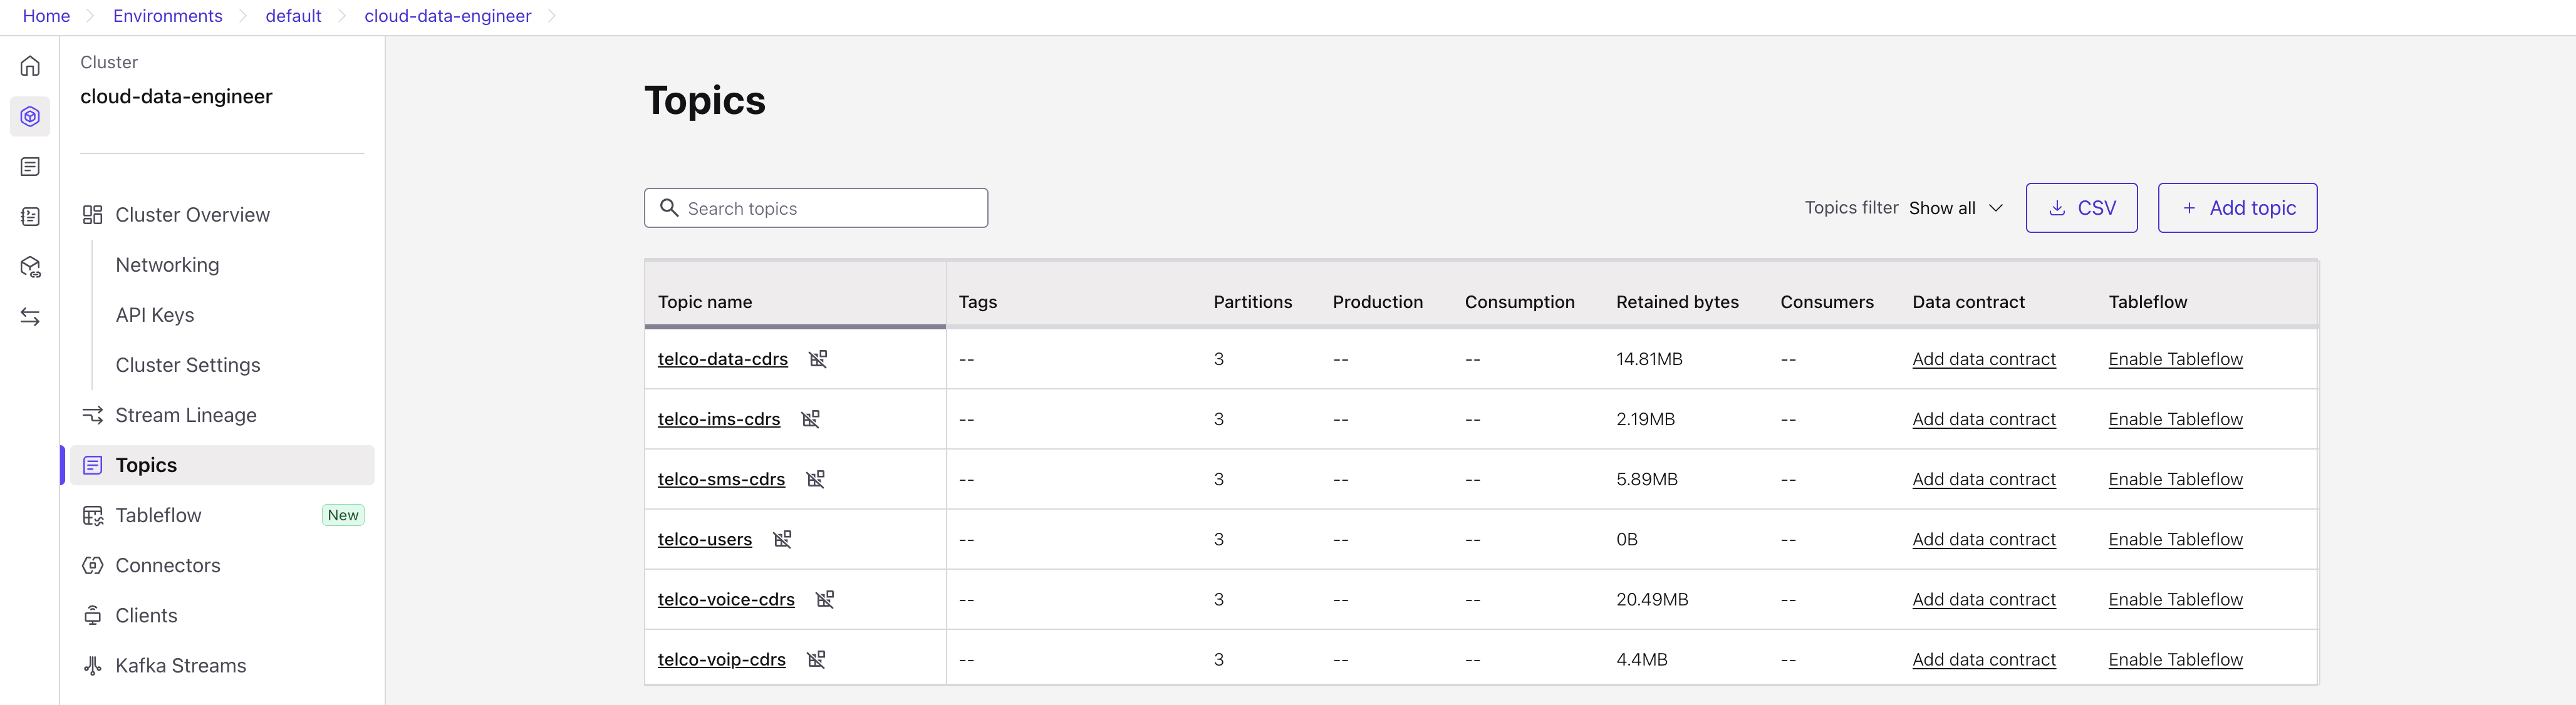 Home Environments default cloud-data-engineer
Cluster
cloud-data-engineer
Cluster Overview
Networking
API Keys
Cluster Settings
Stream Lineage
Topics
Tableflow New
Connectors
Clients
Kafka Streams
Topics
Search topics
Topics filter Show all CSV + Add topic
Topic name Tags Partitions Production Consumption Retained bytes Consumers Data contract Tableflow
telco-data-cdrs -- 3 -- -- 14.81MB -- Add data contract Enable Tableflow
telco-ims-cdrs -- 3 -- -- 2.19MB -- Add data contract Enable Tableflow
telco-sms-cdrs -- 3 -- -- 5.89MB -- Add data contract Enable Tableflow
telco-users -- 3 -- -- 0B -- Add data contract Enable Tableflow
telco-voice-cdrs -- 3 -- -- 20.49MB -- Add data contract Enable Tableflow
telco-voip-cdrs -- 3 -- -- 4.4MB -- Add data contract Enable Tableflow